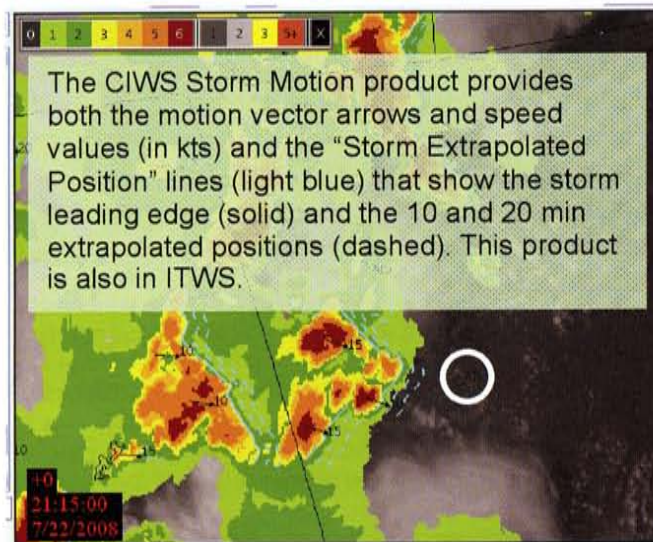 0 1 2 3 4 5 6 1 2 3 5+ X
The CIWS Storm Motion product provides
both the motion vector arrows and speed
values (in kts) and the “Storm Extrapolated
Position” lines (light blue) that show the storm
leading edge (solid) and the 10 and 20 min
extrapolated positions (dashed). This product
is also in ITWS.
10
15
10
15
15
10
+0
21:15:00
7/22/2008